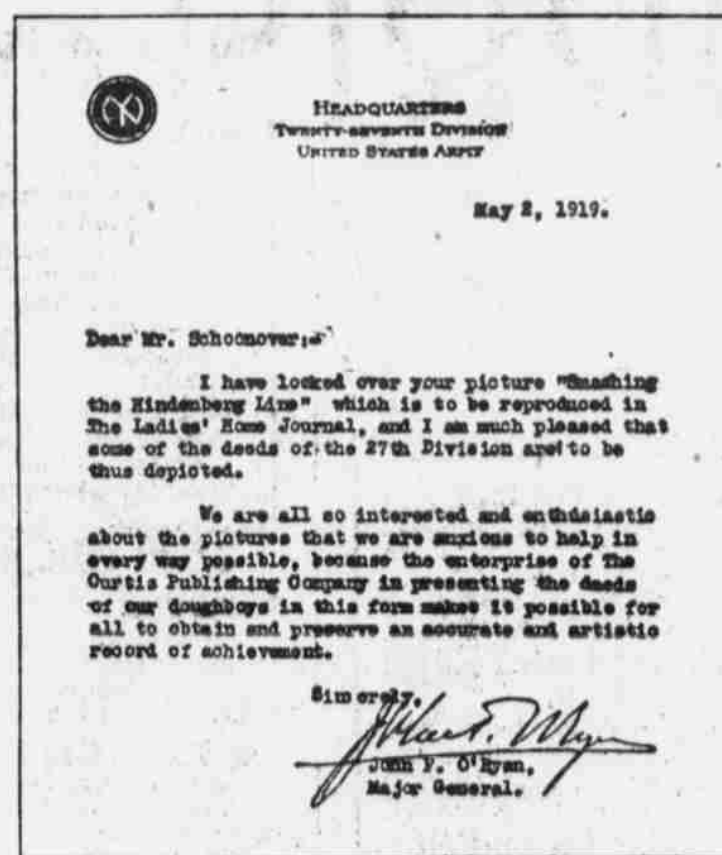 HEADQUARTERS
TWENTY-SEVENTH DIVISION
UNITED STATES ARMY
May 2, 1919.
Dear Mr. Schoonover:-
I have looked over your picture "Smashing
the Hindenberg Line" which is to be reproduced in
The Ladies' Home Journal, and I am much pleased that
some of the deeds of the 27th Division are to be
thus depicted.
We are all so interested and enthusiastic
about the pictures that we are anxious to help in
every way possible, because the enterprise of The
Curtis Publishing Company in presenting the deeds
of our doughboys in this form makes it possible for
all to obtain and preserve an accurate and artistic
record of achievement.
Sincerely,
John F. O'Ryan,
Major General.